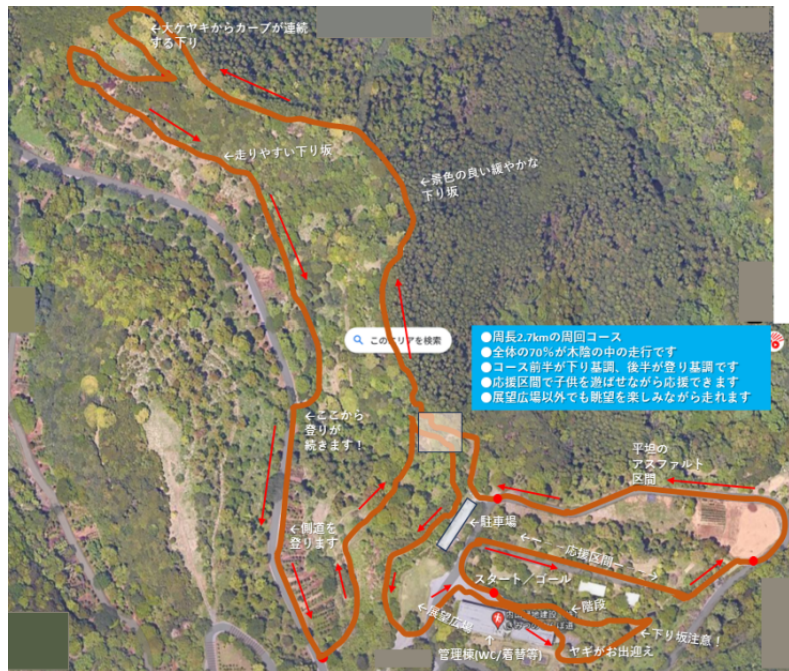 ←大ケヤキからカーブが連続
する下り
←走りやすい下り坂
←景色の良い緩やかな
下り坂
このエリアを検索
●周長2.7kmの周回コース
●全体の70%が木陰の中の走行です
●コース前半が下り基調、後半が登り基調です
●応援区間で子供を遊ばせながら応援できます
●展望広場以外でも眺望を楽しみながら走れます
←ここから
登りが
続きます!
平坦の
アスファルト
区間
←側道を
登ります
←駐車場
←ー ー応援区間ー →
スタート/ゴール
←階段
←展望広場
←下り坂注意!
ヤギがお出迎え
↑
管理棟(WC/着替等)